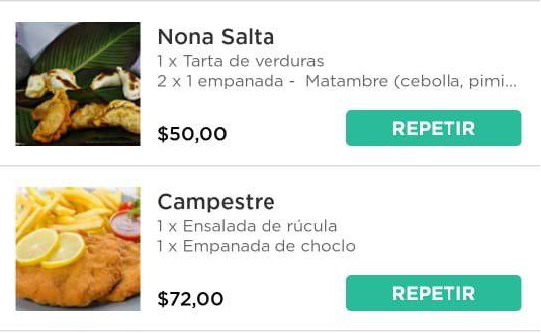 Nona Salta
1 x Tarta de verduras
2 x 1 empanada - Matambre (cebolla, pimi...
$50,00
REPETIR
Campestre
1 x Ensalada de rúcula
1 x Empanada de choclo
$72,00
REPETIR